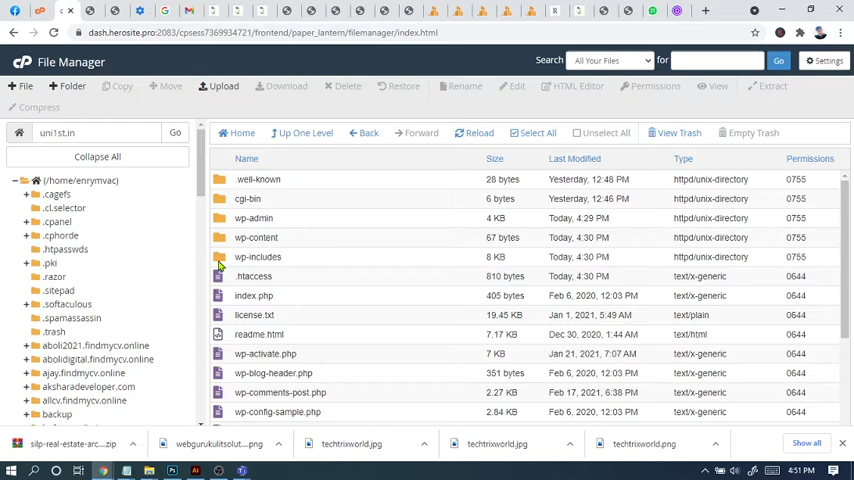 dash.herosite.pro:2083/cpsess7369934721/frontend/paper_lantern/filemanager/index.html
cP File Manager
Search All Your Files for Go Settings
+ File + Folder Copy + Move Upload Download × Delete Restore Rename Edit HTML Editor Permissions View Extract
Compress
uni1st.in Go
Home Up One Level Back Forward Reload Select All Unselect All View Trash Empty Trash
Collapse All
Name Size Last Modified Type Permissions
− (/home/enrymvac)
+ .cagefs
.cl.selector
+ .cpanel
+ .cphorde
.htpasswds
+ .pki
.razor
.sitepad
+ .softaculous
.spamassassin
.trash
+ aboli2021.findmycv.online
+ abolidigital.findmycv.online
+ ajay.findmycv.online
+ aksharadeveloper.com
+ allcv.findmycv.online
+ backup
.well-known 28 bytes Yesterday, 12:48 PM httpd/unix-directory 0755
cgi-bin 6 bytes Yesterday, 12:46 PM httpd/unix-directory 0755
wp-admin 4 KB Today, 4:29 PM httpd/unix-directory 0755
wp-content 67 bytes Today, 4:30 PM httpd/unix-directory 0755
wp-includes 8 KB Today, 4:30 PM httpd/unix-directory 0755
.htaccess 810 bytes Today, 4:30 PM text/x-generic 0644
index.php 405 bytes Feb 6, 2020, 12:03 PM text/x-generic 0644
license.txt 19.45 KB Jan 1, 2021, 5:49 AM text/plain 0644
readme.html 7.17 KB Dec 30, 2020, 1:44 AM text/html 0644
wp-activate.php 7 KB Jan 21, 2021, 7:07 AM text/x-generic 0644
wp-blog-header.php 351 bytes Feb 6, 2020, 12:03 PM text/x-generic 0644
wp-comments-post.php 2.27 KB Feb 17, 2021, 6:38 PM text/x-generic 0644
wp-config-sample.php 2.84 KB Feb 6, 2020, 12:03 PM text/x-generic 0644
silp-real-estate-arc....zip webgurukulitsolut....png techtrixworld.jpg techtrixworld.jpg techtrixworld.png Show all
4:51 PM